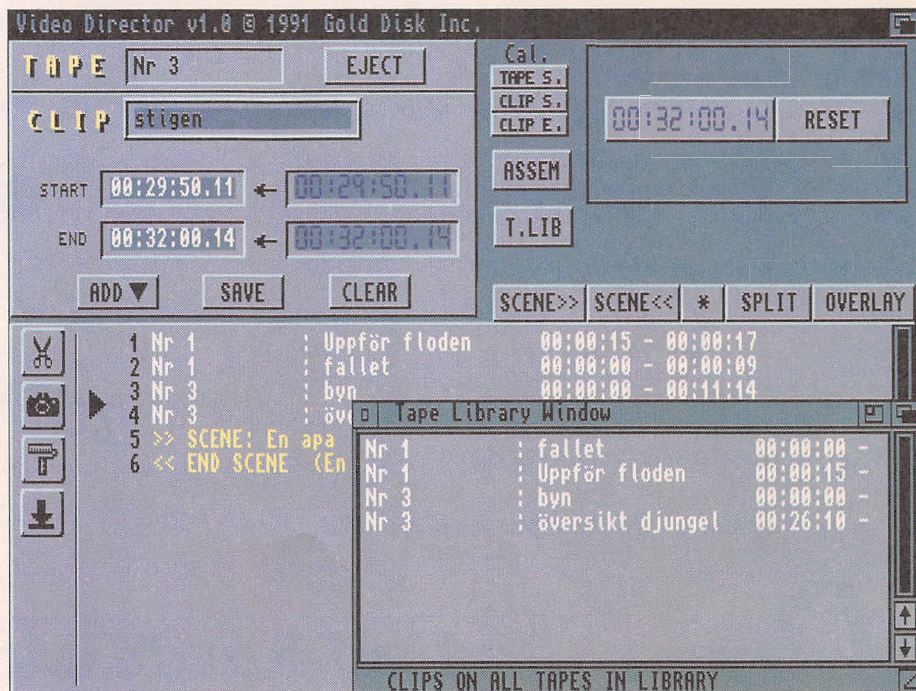 Video Director v1.0 © 1991 Gold Disk Inc.
TAPE Nr 3 EJECT
CLIP stigen
START 00:29:50.11 00:29:50.11
END 00:32:00.14 00:32:00.14
ADD SAVE CLEAR
Cal.
TAPE S.
CLIP S.
CLIP E.
ASSEM
T.LIB
00:32:00.14 RESET
SCENE>> SCENE<< * SPLIT OVERLAY
1 Nr 1 : Uppför floden 00:00:15 - 00:00:17
2 Nr 1 : fallet 00:00:00 - 00:00:09
3 Nr 3 : byn 00:00:00 - 00:11:14
4 Nr 3 : öve
5 >> SCENE: En apa
6 << END SCENE (En
Tape Library Window
Nr 1 : fallet 00:00:00 -
Nr 1 : Uppför floden 00:00:15 -
Nr 3 : byn 00:00:00 -
Nr 3 : översikt djungel 00:26:10 -
CLIPS ON ALL TAPES IN LIBRARY